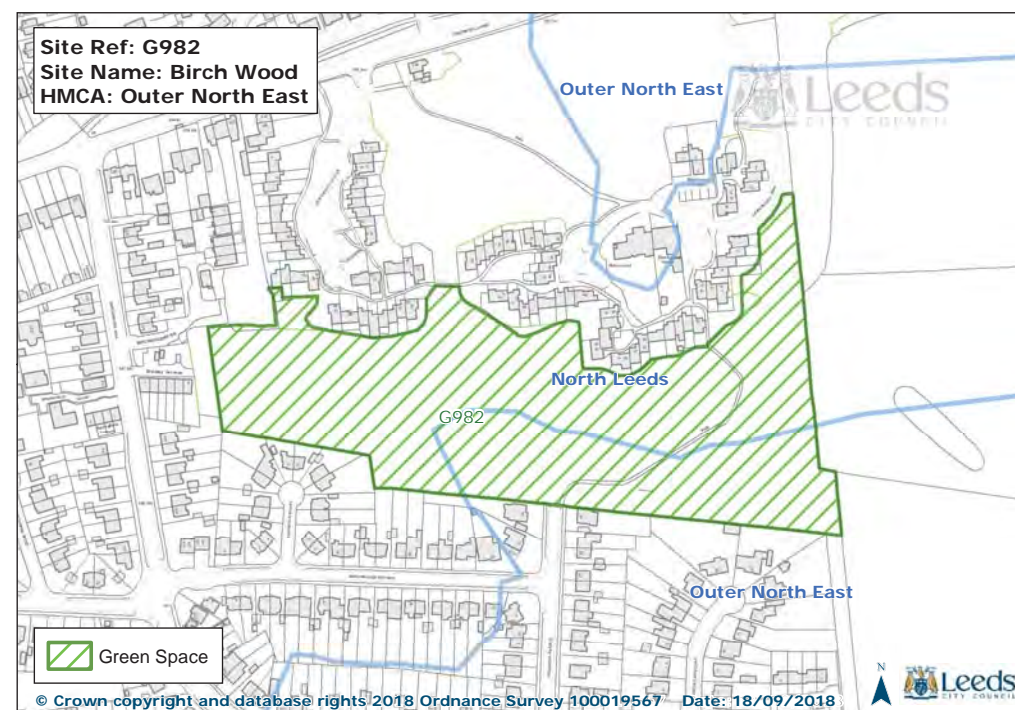 Site Ref: G982
Site Name: Birch Wood
HMCA: Outer North East
Outer North East
Leeds
CITY COUNCIL
North Leeds
G982
Outer North East
Green Space
N
Leeds
CITY COUNCIL
© Crown copyright and database rights 2018 Ordnance Survey 100019567 Date: 18/09/2018